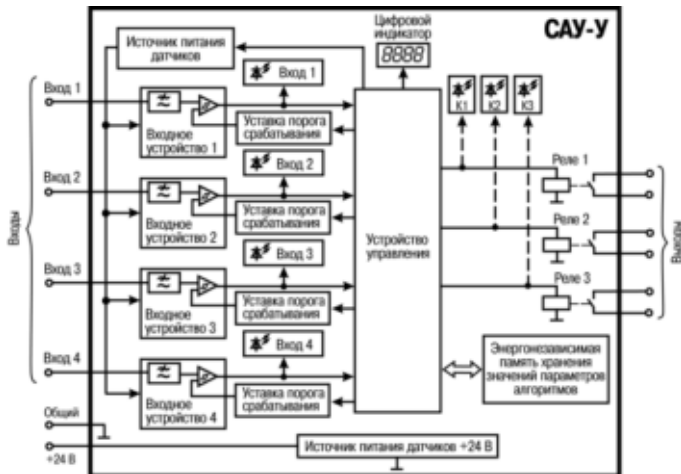 САУ-У
Цифровой
индикатор
8888
Источник питания
датчиков
Вход 1
К1
К2
К3
Входы
Вход 1
Входное
устройство 1
Уставка порога
срабатывания
Вход 2
Вход 2
Входное
устройство 2
Уставка порога
срабатывания
Вход 3
Вход 3
Входное
устройство 3
Уставка порога
срабатывания
Вход 4
Вход 4
Входное
устройство 4
Уставка порога
срабатывания
Устройство
управления
Реле 1
Реле 2
Реле 3
Выходы
Энергонезависимая
память хранения
значений параметров
алгоритмов
Общий
+24 В
Источник питания датчиков +24 В